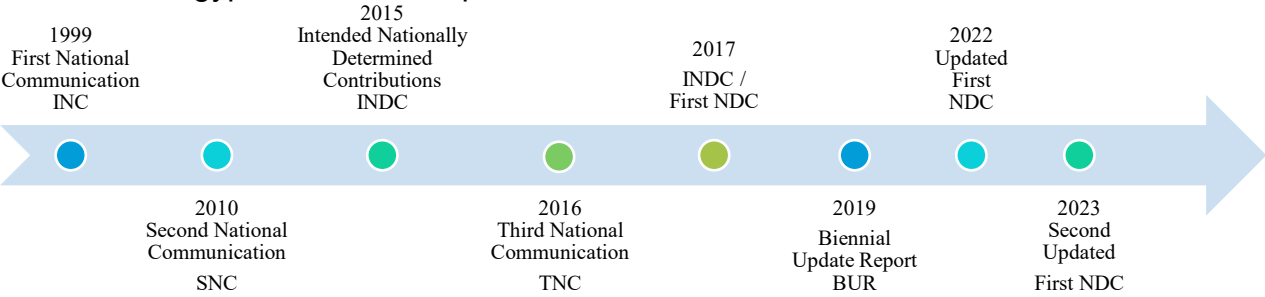 1999
First National
Communication
INC
2010
Second National
Communication
SNC
2015
Intended Nationally
Determined
Contributions
INDC
2016
Third National
Communication
TNC
2017
INDC /
First NDC
2019
Biennial
Update Report
BUR
2022
Updated
First
NDC
2023
Second
Updated
First NDC